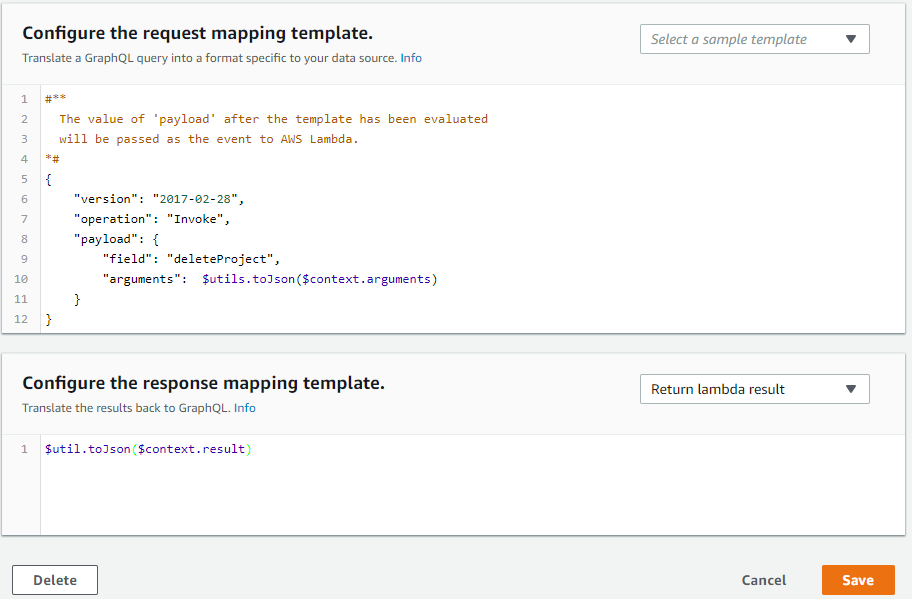 Configure the request mapping template.
Select a sample template
Translate a GraphQL query into a format specific to your data source. Info
1 #**
2   The value of 'payload' after the template has been evaluated
3   will be passed as the event to AWS Lambda.
4 *#
5 {
6     "version": "2017-02-28",
7     "operation": "Invoke",
8     "payload": {
9         "field": "deleteProject",
10         "arguments":  $utils.toJson($context.arguments)
11     }
12 }
Configure the response mapping template.
Return lambda result
Translate the results back to GraphQL. Info
1 $util.toJson($context.result)
Delete
Cancel
Save